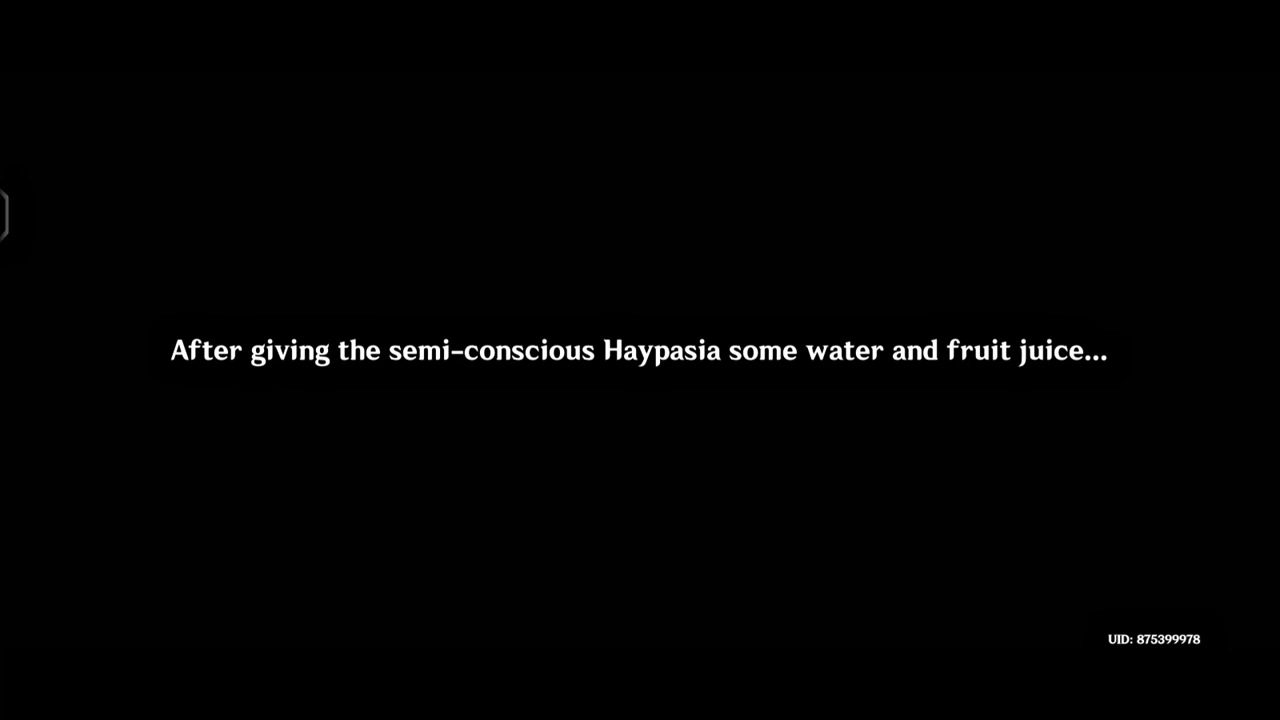 After giving the semi-conscious Haypasia some water and fruit juice...
UID: 875399978